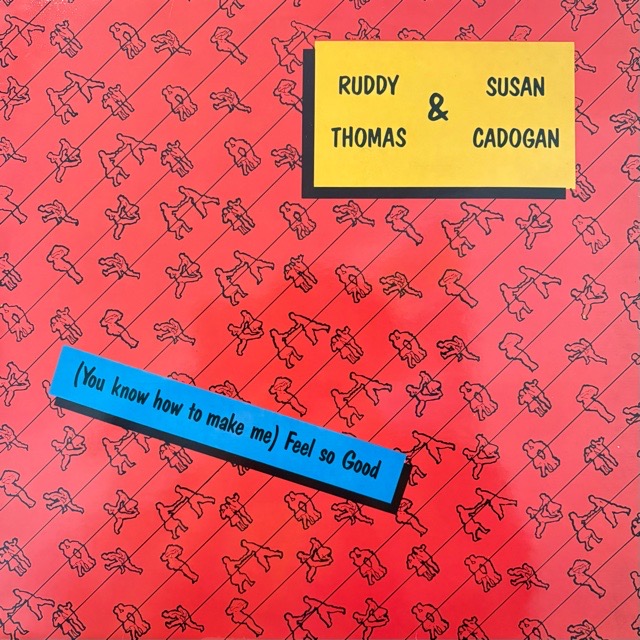 RUDDY & SUSAN
THOMAS CADOGAN
(You know how to make me) Feel so Good